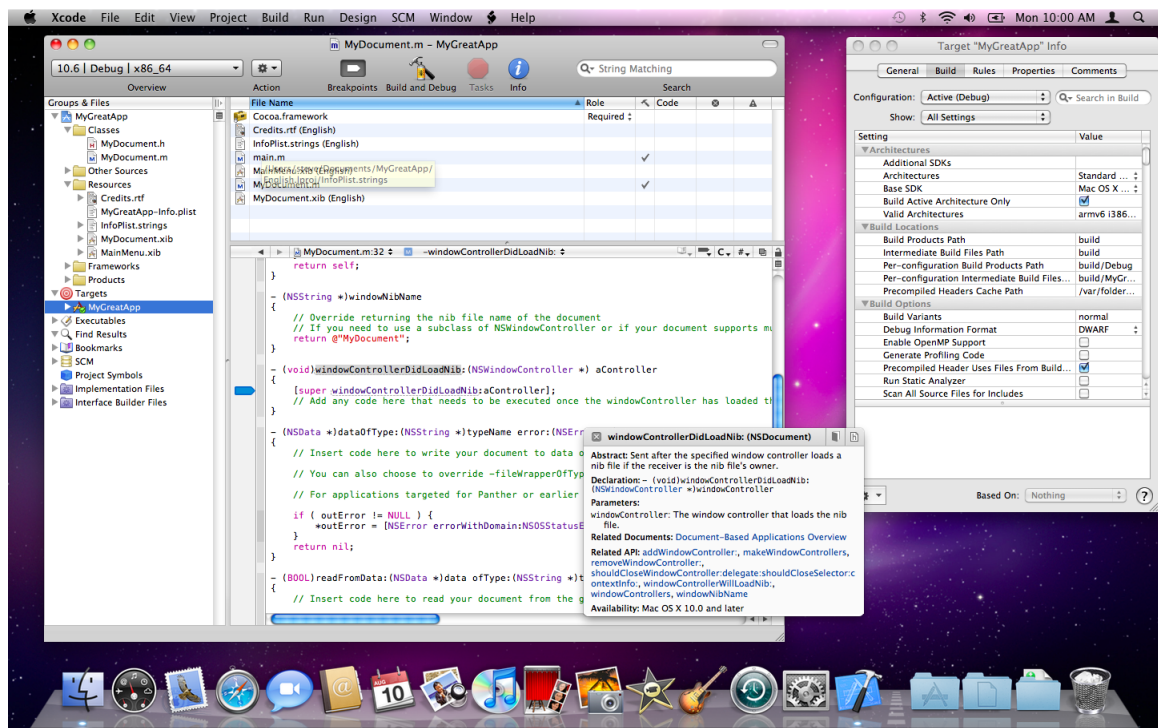 Xcode File Edit View Project Build Run Design SCM Window Help Mon 10:00 AM
MyDocument.m – MyGreatApp
10.6 | Debug | x86_64
String Matching
Overview Action Breakpoints Build and Debug Tasks Info Search
Groups & Files
MyGreatApp
Classes
MyDocument.h
MyDocument.m
Other Sources
Resources
Credits.rtf
MyGreatApp-Info.plist
InfoPlist.strings
MyDocument.xib
MainMenu.xib
Frameworks
Products
Targets
MyGreatApp
Executables
Find Results
Bookmarks
SCM
Project Symbols
Implementation Files
Interface Builder Files
File Name Role Code
Cocoa.framework Required
Credits.rtf (English)
InfoPlist.strings (English)
main.m
MainMenu.xib (English)
MyDocument.m
MyDocument.xib (English)
/Users/steve/Documents/MyGreatApp/
English.lproj/InfoPlist.strings
MyDocument.m:32 -windowControllerDidLoadNib:
return self;
}
- (NSString *)windowNibName
{
// Override returning the nib file name of the document
// If you need to use a subclass of NSWindowController or if your document supports mu
return @"MyDocument";
}
- (void)windowControllerDidLoadNib:(NSWindowController *) aController
{
[super windowControllerDidLoadNib:aController];
// Add any code here that needs to be executed once the windowController has loaded th
}
- (NSData *)dataOfType:(NSString *)typeName error:(NSErr
{
// Insert code here to write your document to data o
// You can also choose to override -fileWrapperOfTyp
// For applications targeted for Panther or earlier
if ( outError != NULL ) {
*outError = [NSError errorWithDomain:NSOSStatusE
}
return nil;
}
- (BOOL)readFromData:(NSData *)data ofType:(NSString *)t
{
// Insert code here to read your document from the g
windowControllerDidLoadNib: (NSDocument)
Abstract: Sent after the specified window controller loads a
nib file if the receiver is the nib file's owner.
Declaration: – (void)windowControllerDidLoadNib:
(NSWindowController *)windowController
Parameters:
windowController: The window controller that loads the nib
file.
Related Documents: Document-Based Applications Overview
Related API: addWindowController:, makeWindowControllers,
removeWindowController:,
shouldCloseWindowController:delegate:shouldCloseSelector:c
ontextInfo:, windowControllerWillLoadNib:,
windowControllers, windowNibName
Availability: Mac OS X 10.0 and later
Target "MyGreatApp" Info
General Build Rules Properties Comments
Configuration: Active (Debug) Search in Build
Show: All Settings
Setting Value
Architectures
Additional SDKs
Architectures Standard ...
Base SDK Mac OS X ...
Build Active Architecture Only
Valid Architectures armv6 i386...
Build Locations
Build Products Path build
Intermediate Build Files Path build
Per-configuration Build Products Path build/Debug
Per-configuration Intermediate Build Files... build/MyGr...
Precompiled Headers Cache Path /var/folder...
Build Options
Build Variants normal
Debug Information Format DWARF
Enable OpenMP Support
Generate Profiling Code
Precompiled Header Uses Files From Build...
Run Static Analyzer
Scan All Source Files for Includes
Based On: Nothing ?
AUG
10